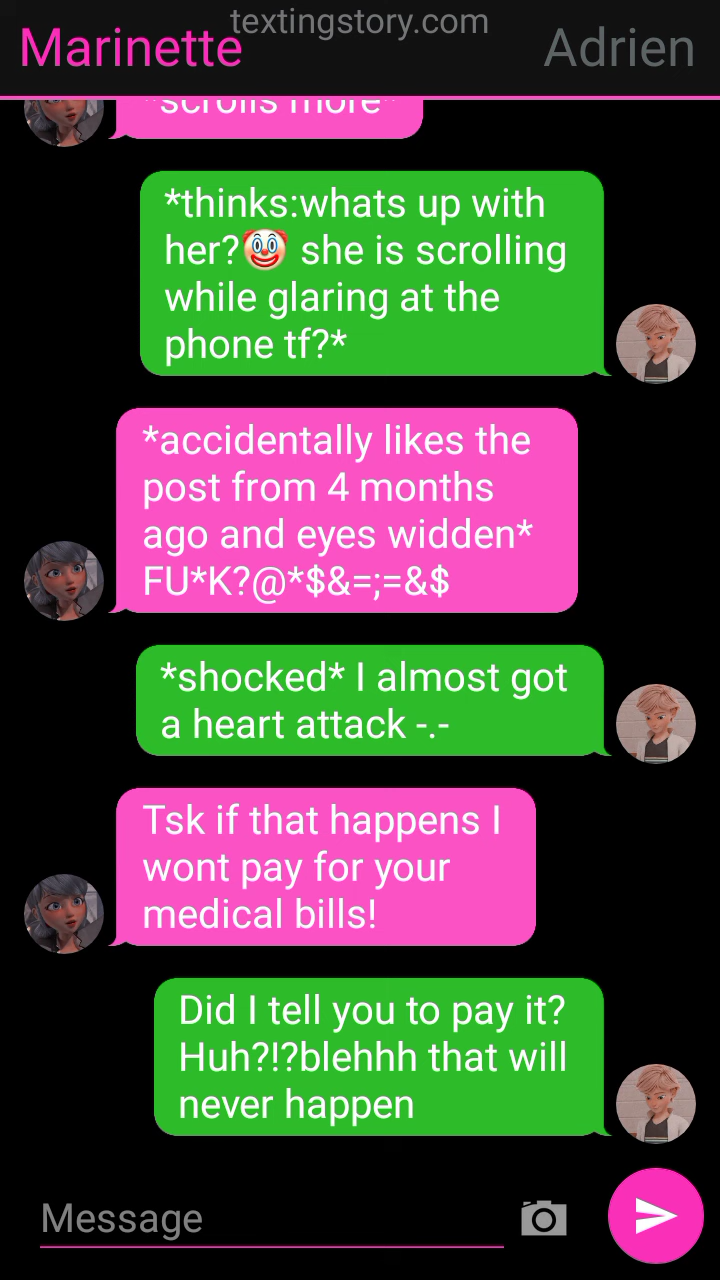 textingstory.com
Marinette
Adrien
*scrolls more*
*thinks:whats up with
her?🤡 she is scrolling
while glaring at the
phone tf?*
*accidentally likes the
post from 4 months
ago and eyes widden*
FU*K?@*$&=;=&$
*shocked* I almost got
a heart attack -.-
Tsk if that happens I
wont pay for your
medical bills!
Did I tell you to pay it?
Huh?!?blehhh that will
never happen
Message